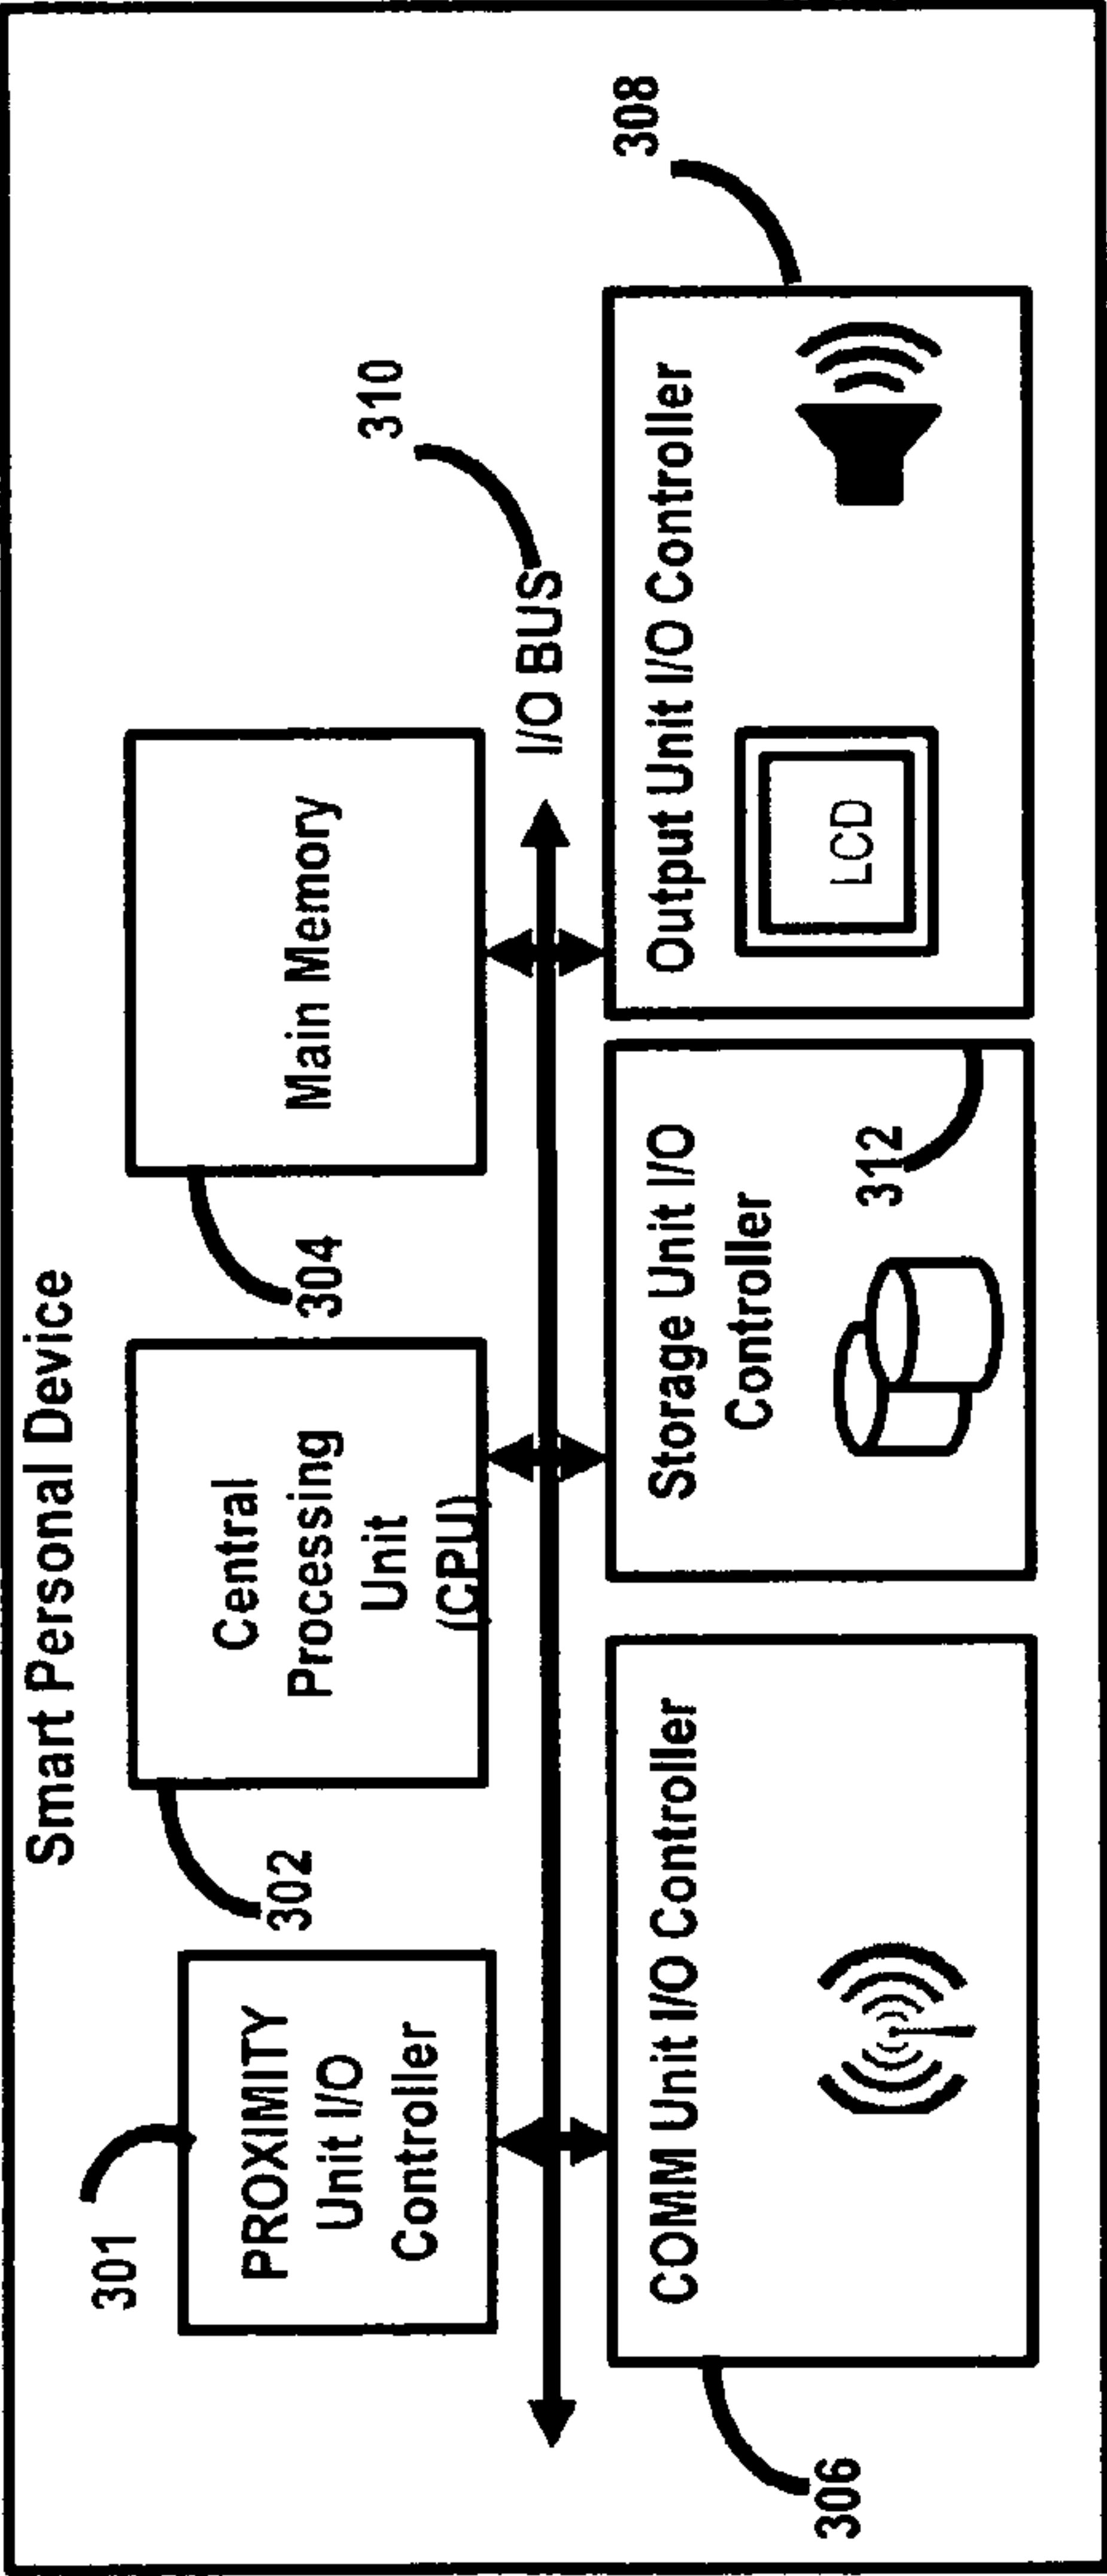 Smart Personal Device
301
PROXIMITY
Unit I/O
Controller
302
Central
Processing
Unit
(CPU)
304
Main Memory
310
I/O BUS
306
COMM Unit I/O Controller
Storage Unit I/O
Controller
312
Output Unit I/O Controller
LCD
308